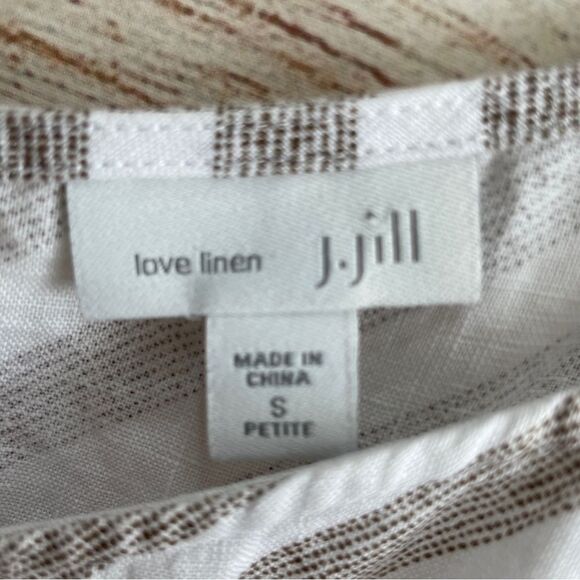 love linen J.Jill
MADE IN
CHINA
S
PETITE